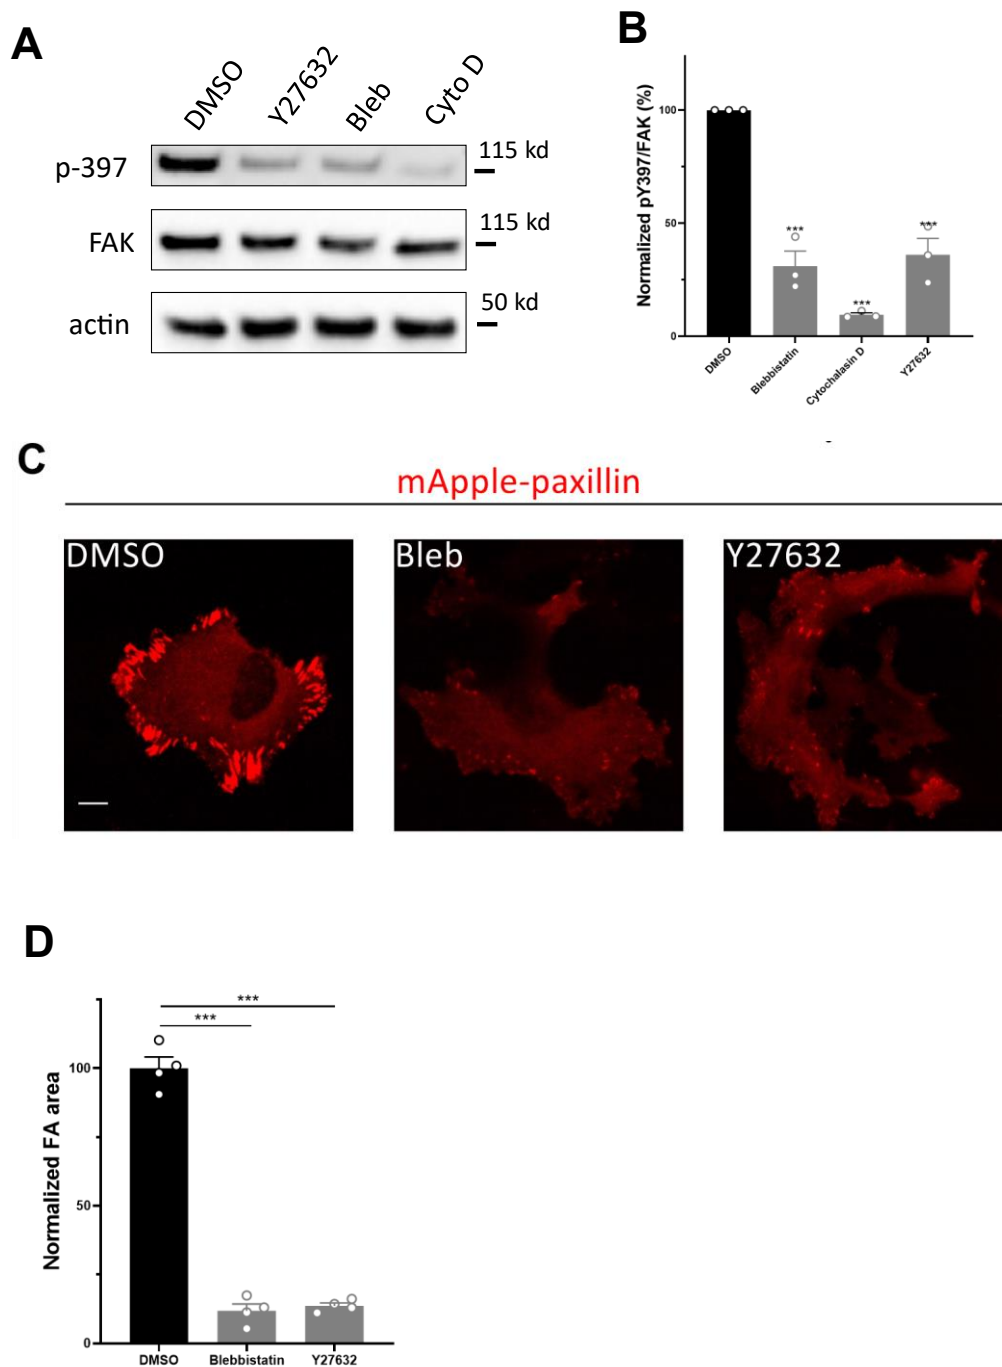 A
DMSO
Y27632
Bleb
Cyto D
p-397
115 kd
FAK
115 kd
actin
50 kd
B
Normalized pY397/FAK (%)
100
50
0
***
***
***
DMSO
Blebbistatin
Cytochalasin D
Y27632
C
mApple-paxillin
DMSO
Bleb
Y27632
D
Normalized FA area
***
***
100
50
0
DMSO
Blebbistatin
Y27632